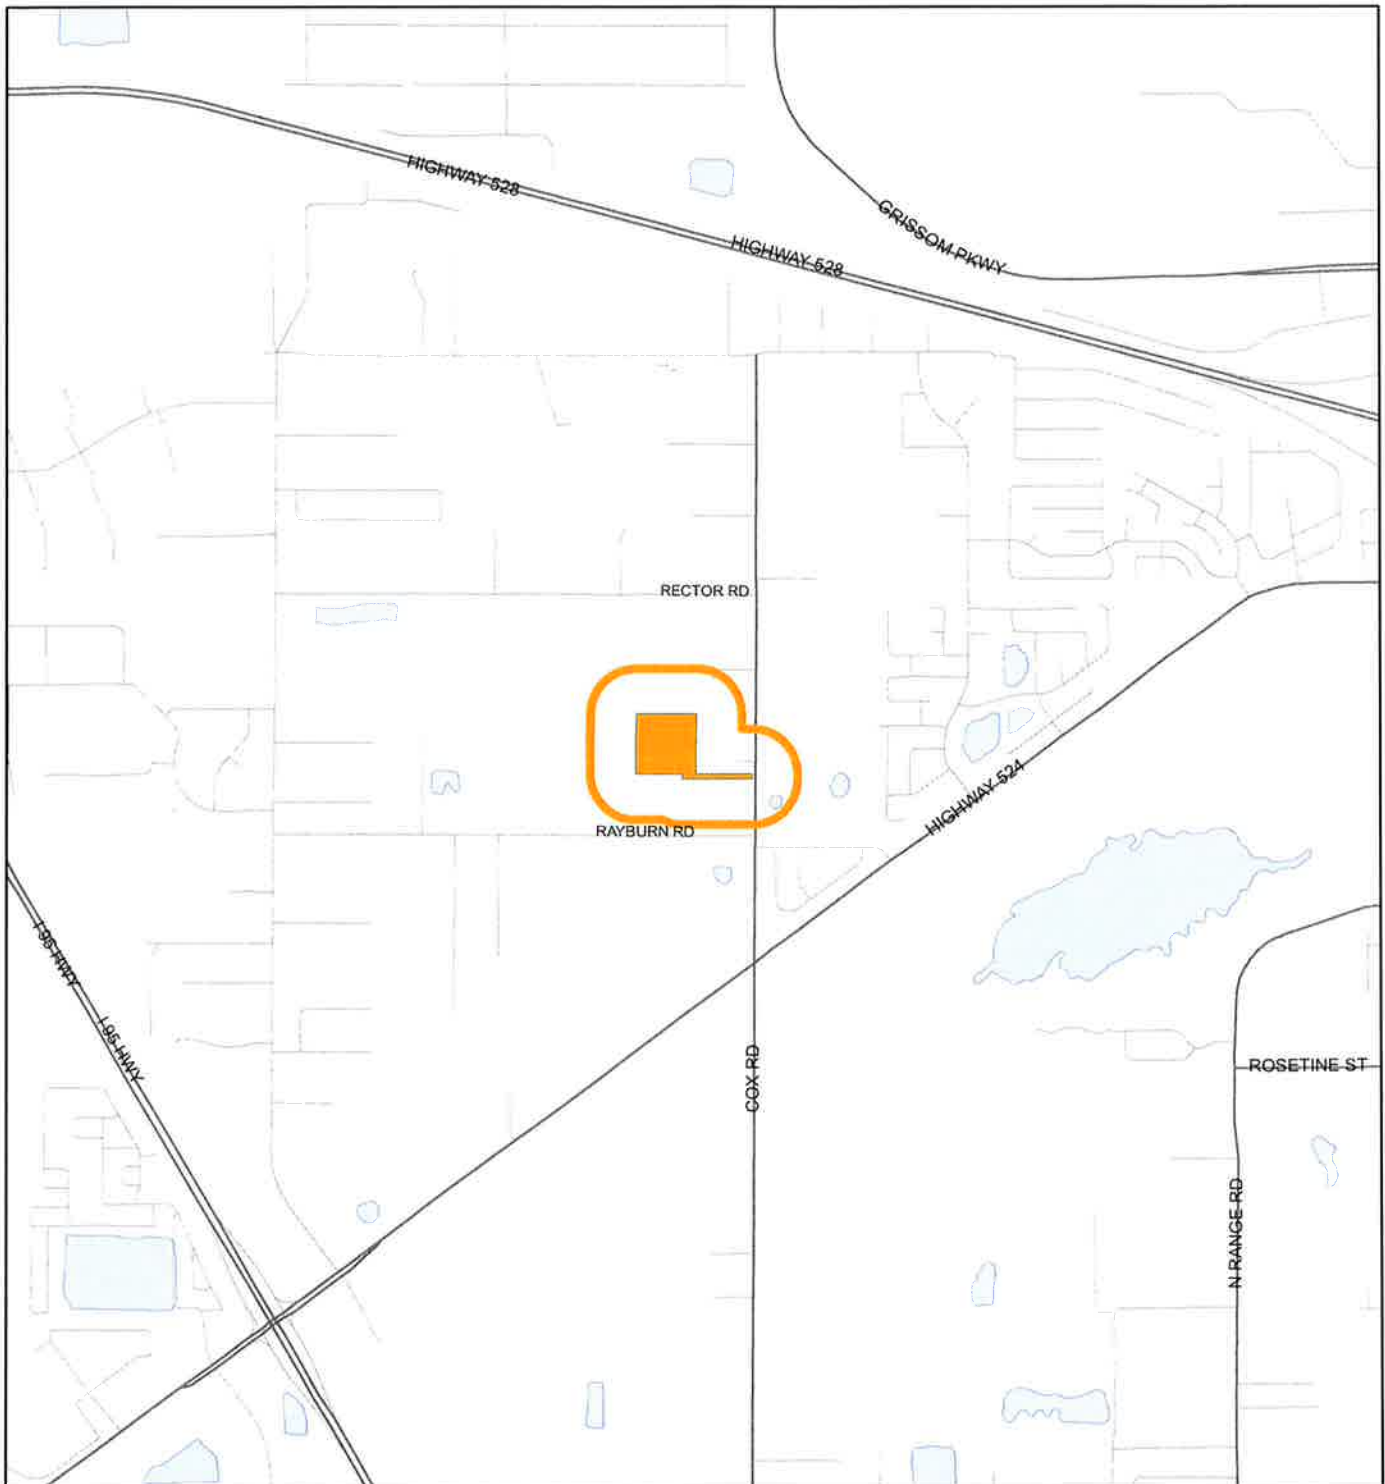 HIGHWAY 528
GRISSOM PKWY
HIGHWAY 528
RECTOR RD
HIGHWAY 524
RAYBURN RD
I 95 HWY
I 95 HWY
COX RD
ROSETINE ST
N RANGE RD